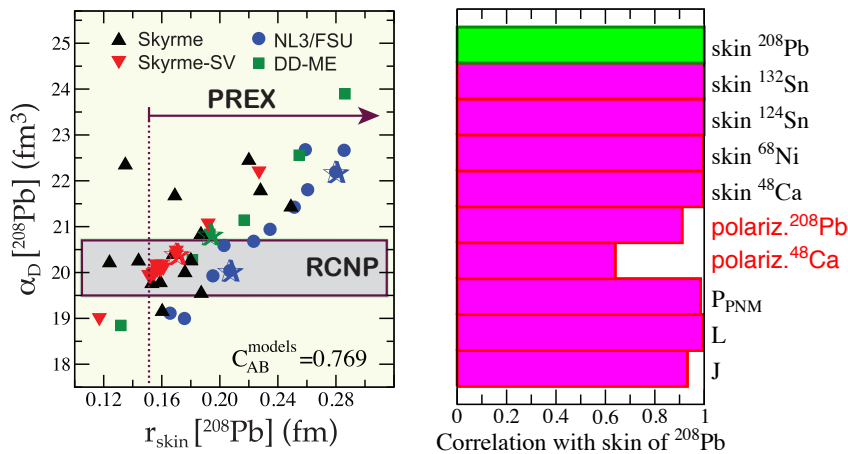 Skyrme
NL3/FSU
Skyrme-SV
DD-ME
PREX
RCNP
C_AB^models=0.769
25
24
23
22
21
20
19
18
α_D [²⁰⁸Pb] (fm³)
0.12 0.16 0.20 0.24 0.28
r_skin [²⁰⁸Pb] (fm)
skin ²⁰⁸Pb
skin ¹³²Sn
skin ¹²⁴Sn
skin ⁶⁸Ni
skin ⁴⁸Ca
polariz.²⁰⁸Pb
polariz.⁴⁸Ca
P_PNM
L
J
0 0.2 0.4 0.6 0.8 1
Correlation with skin of ²⁰⁸Pb